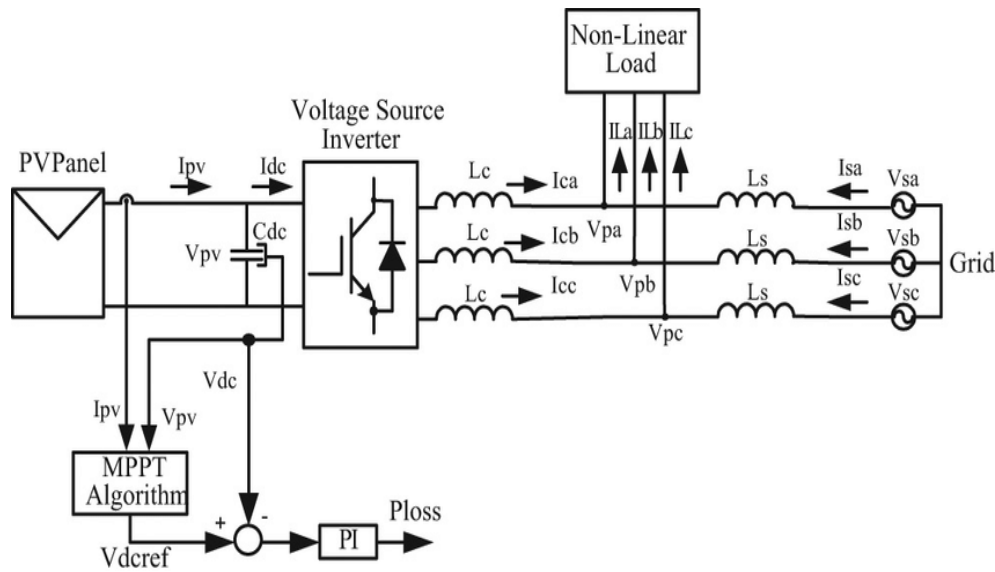 Non-Linear
Load
Voltage Source
Inverter
PVPanel
Ipv
Idc
Lc
Ica
ILa
ILb
ILc
Ls
Isa
Vsa
Cdc
Vpv
Lc
Icb
Vpa
Ls
Isb
Vsb
Grid
Lc
Icc
Vpb
Ls
Isc
Vsc
Vpc
Vdc
Ipv
Vpv
MPPT
Algorithm
+
-
PI
Ploss
Vdcref